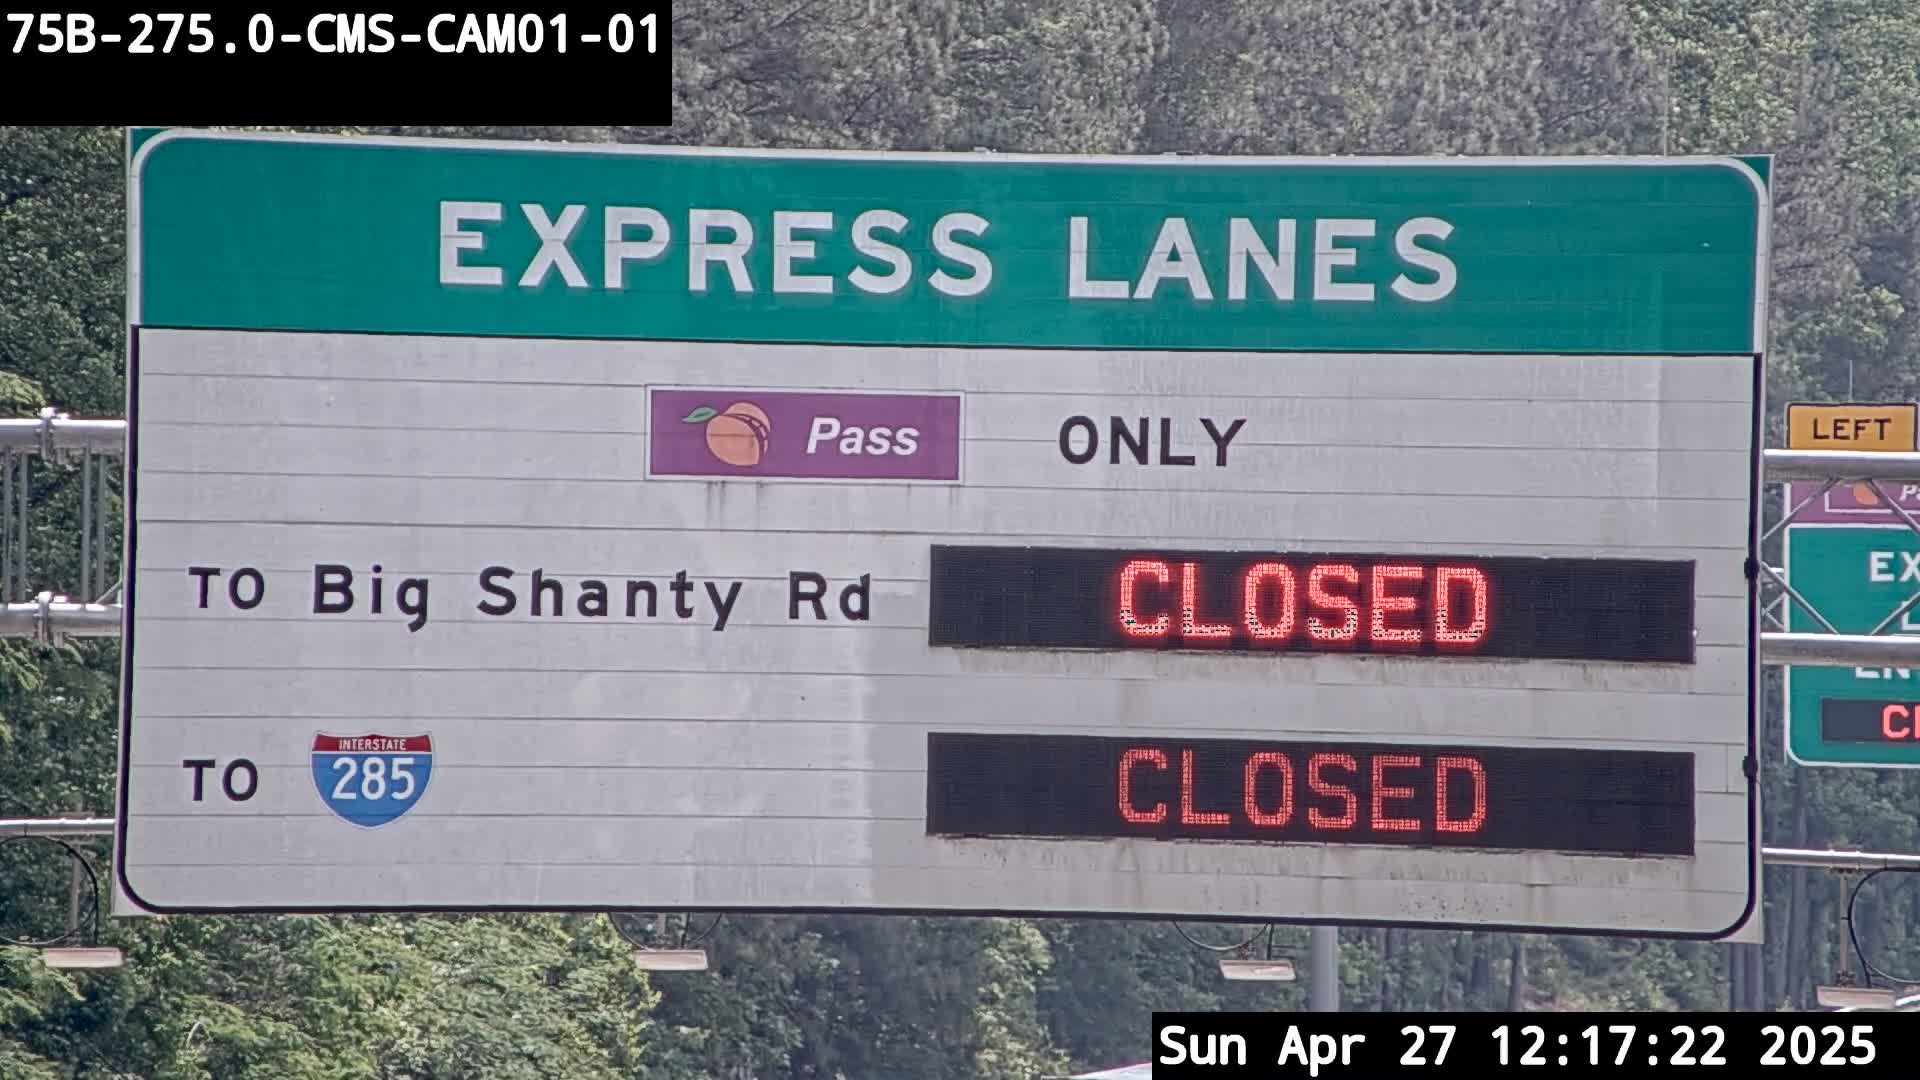 75B-275.0-CMS-CAM01-01
EXPRESS LANES
Pass ONLY
TO Big Shanty Rd CLOSED
TO INTERSTATE 285 CLOSED
LEFT
EX
Sun Apr 27 12:17:22 2025